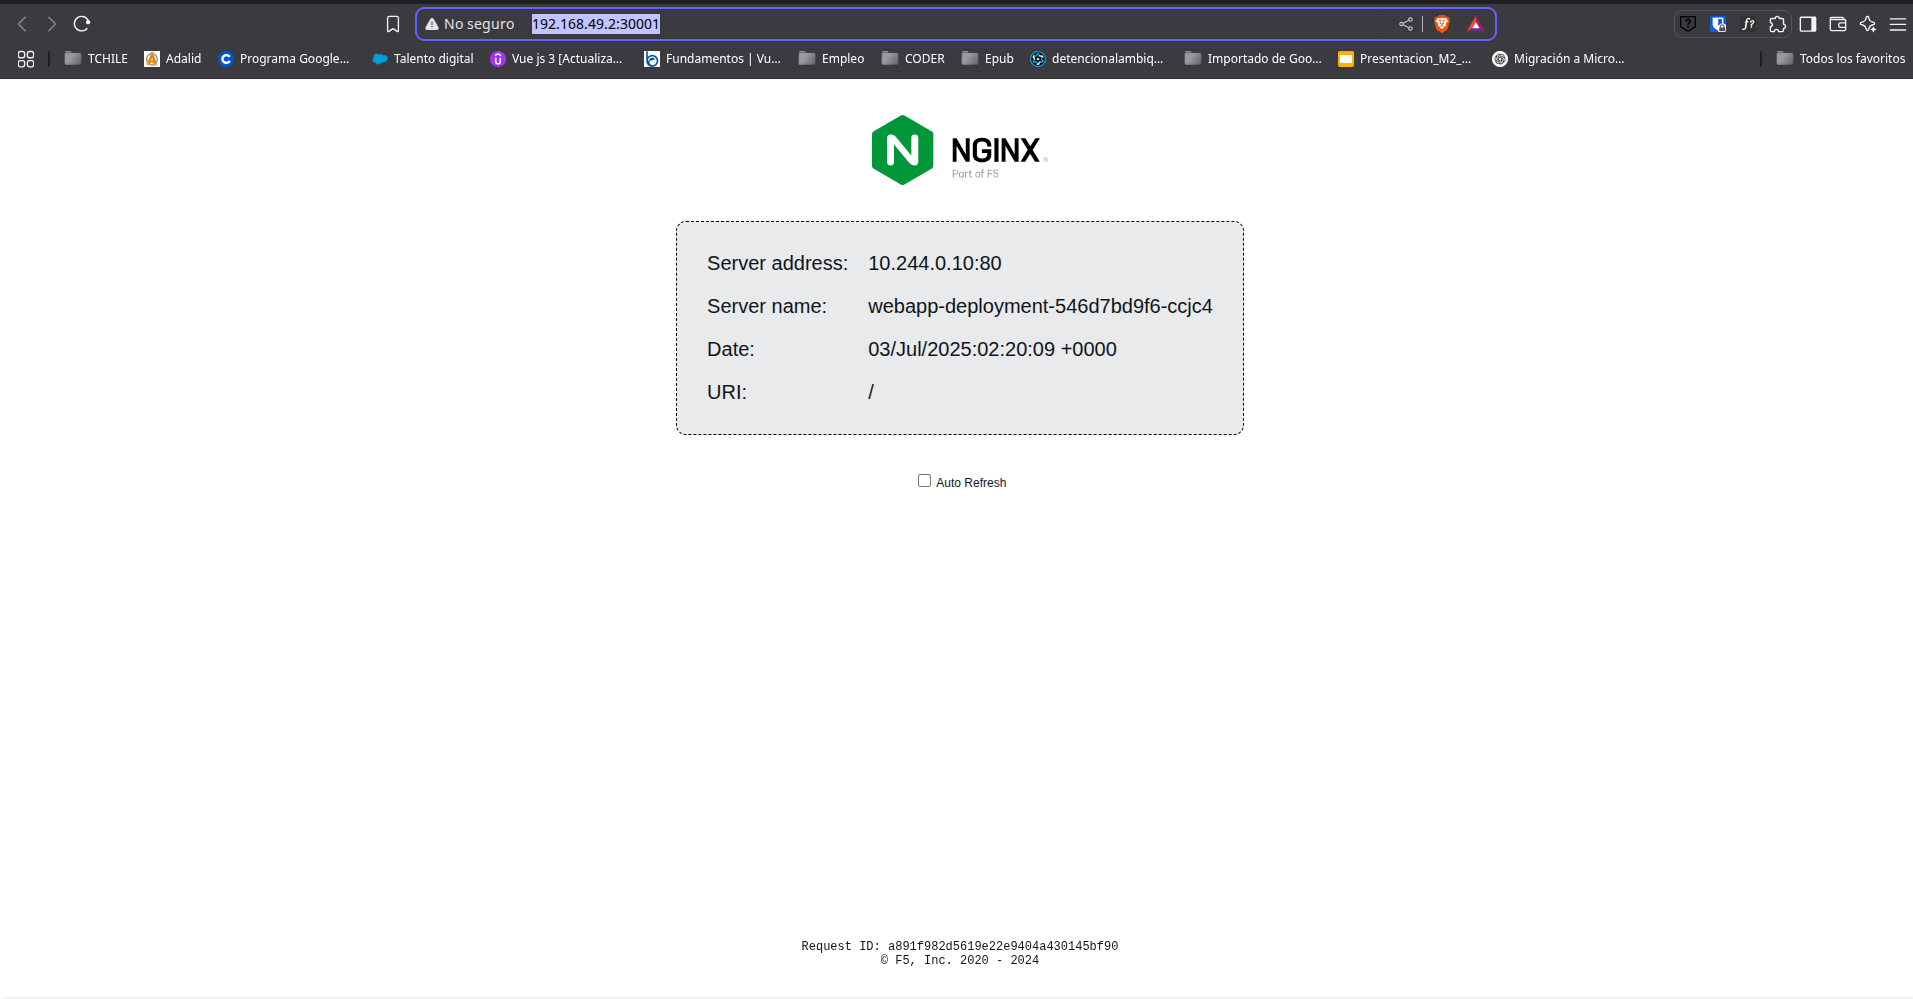 No seguro 192.168.49.2:30001
TCHILE Adalid Programa Google... Talento digital Vue js 3 [Actualiza... Fundamentos | Vu... Empleo CODER Epub detencionalambiq... Importado de Goo... Presentacion_M2_... Migración a Micro... Todos los favoritos
NGINX
Part of F5
Server address: 10.244.0.10:80
Server name: webapp-deployment-546d7bd9f6-ccjc4
Date: 03/Jul/2025:02:20:09 +0000
URI: /
Auto Refresh
Request ID: a891f982d5619e22e9404a430145bf90
© F5, Inc. 2020 - 2024